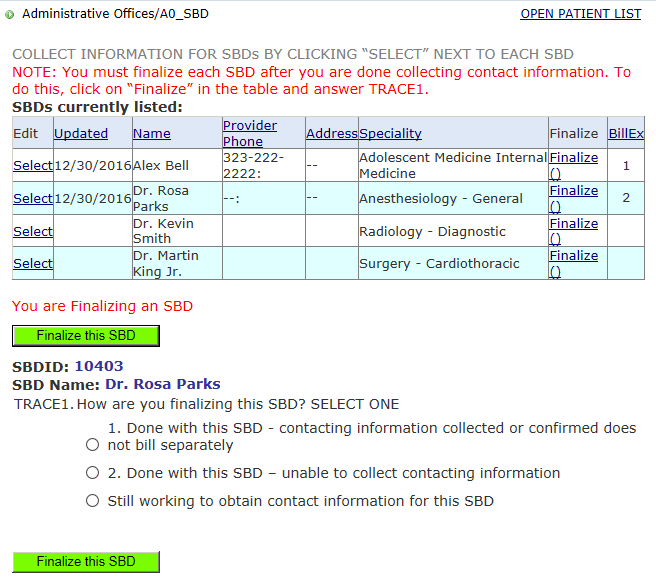 Administrative Offices/A0_SBD
OPEN PATIENT LIST
COLLECT INFORMATION FOR SBDs BY CLICKING “SELECT” NEXT TO EACH SBD
NOTE: You must finalize each SBD after you are done collecting contact information. To
do this, click on “Finalize” in the table and answer TRACE1.
SBDs currently listed:
Edit Updated Name Provider Phone Address Speciality Finalize BillEx
Select 12/30/2016 Alex Bell 323-222-2222: -- Adolescent Medicine Internal Medicine Finalize () 1
Select 12/30/2016 Dr. Rosa Parks --: -- Anesthesiology - General Finalize () 2
Select Dr. Kevin Smith Radiology - Diagnostic Finalize ()
Select Dr. Martin King Jr. Surgery - Cardiothoracic Finalize ()
You are Finalizing an SBD
Finalize this SBD
SBDID: 10403
SBD Name: Dr. Rosa Parks
TRACE1. How are you finalizing this SBD? SELECT ONE
1. Done with this SBD - contacting information collected or confirmed does
not bill separately
2. Done with this SBD – unable to collect contacting information
Still working to obtain contact information for this SBD
Finalize this SBD